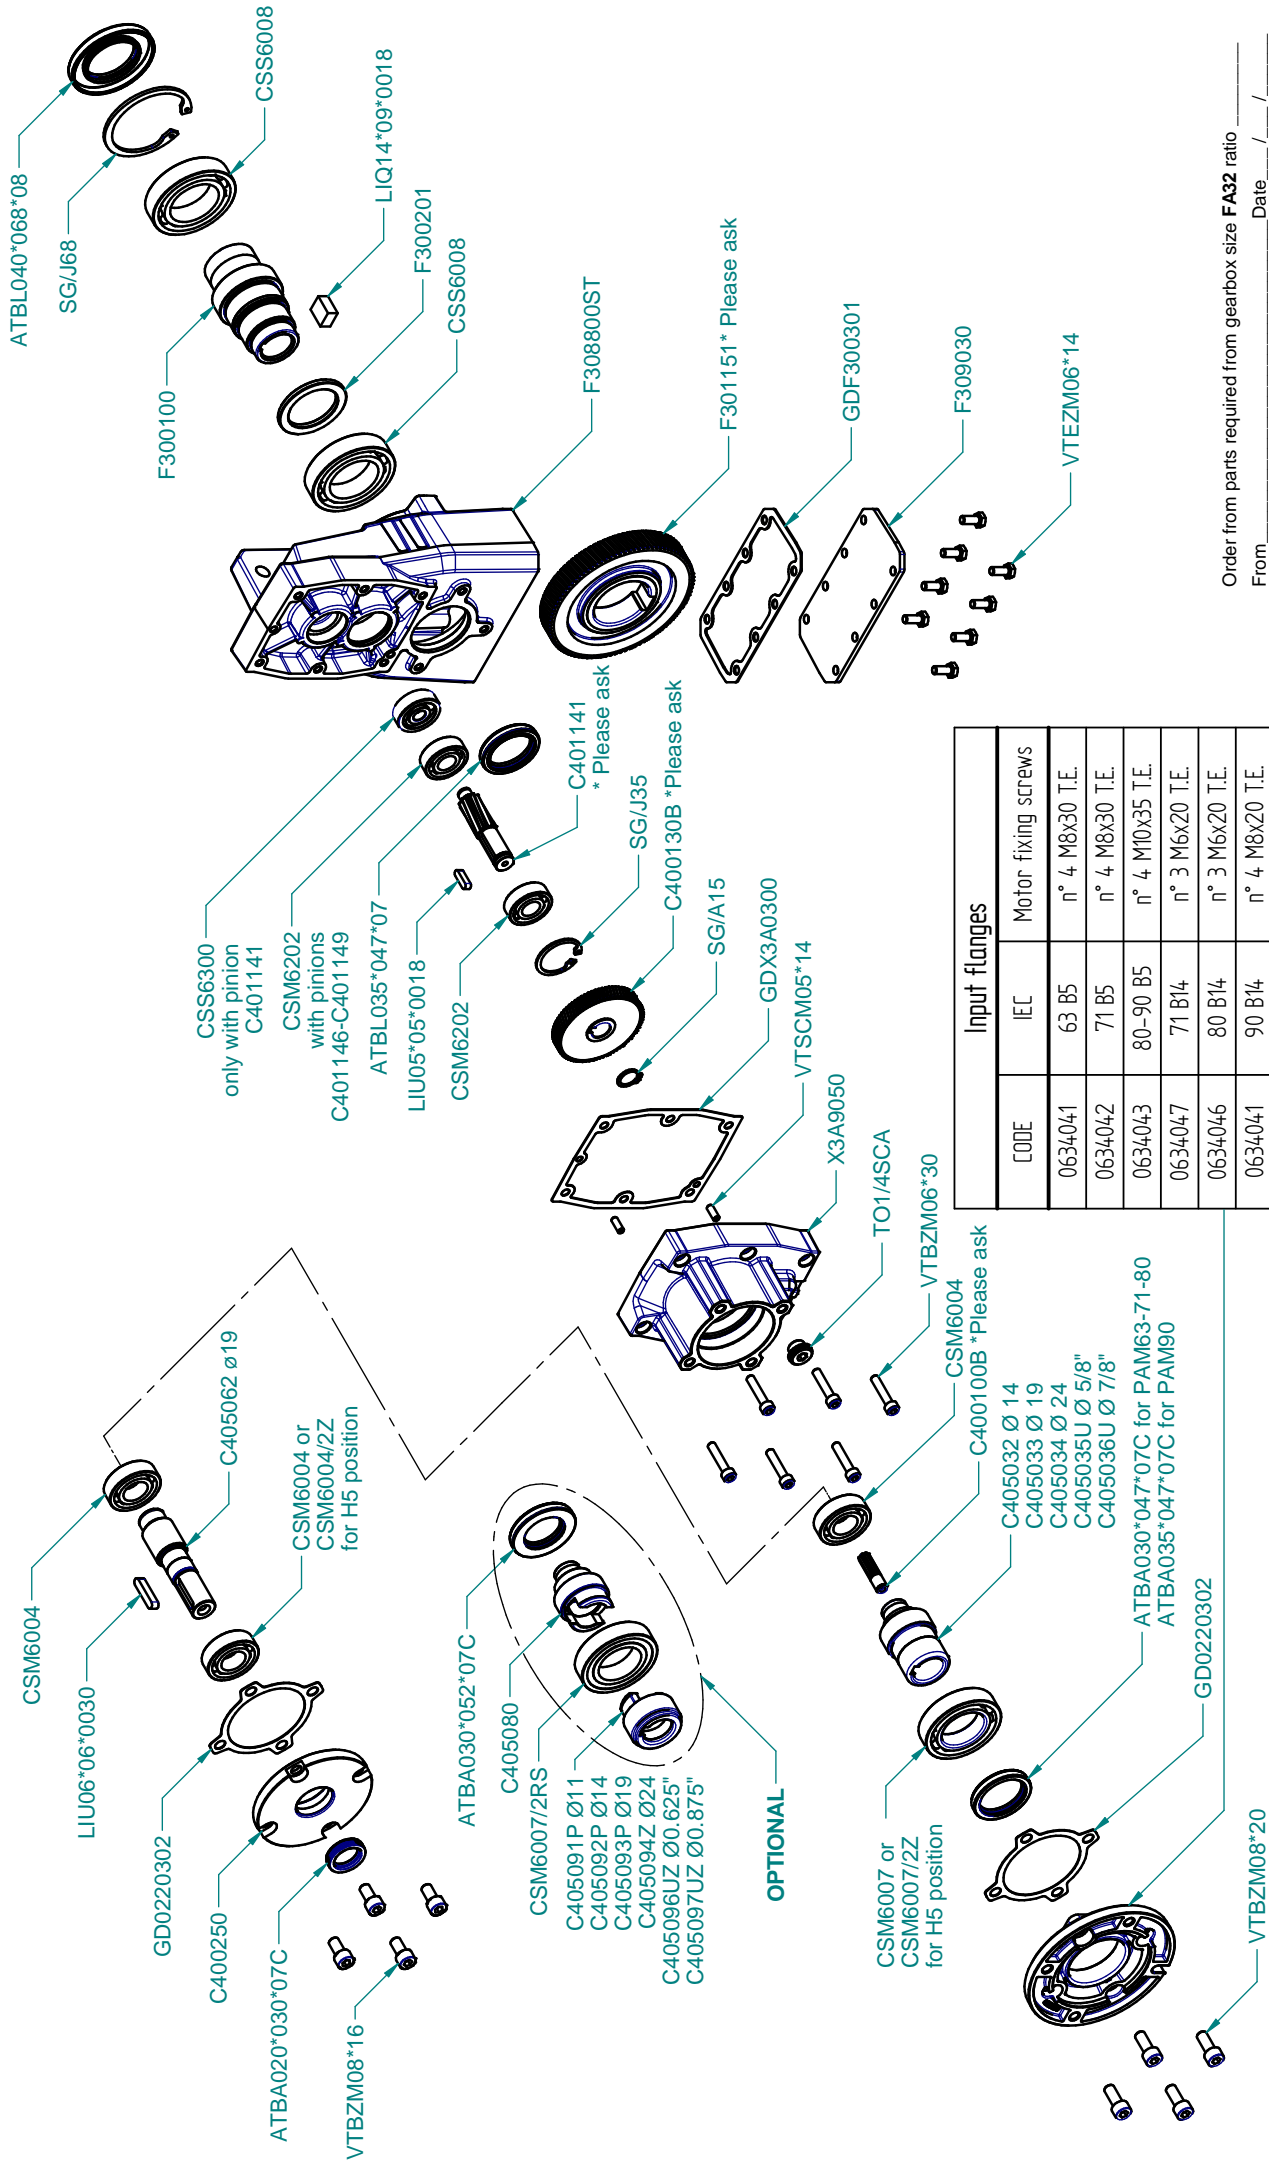 ATBL040*068*08
SG/J68
CSS6008
F300100
LIQ14*09*0018
F300201
CSS6008
F308800ST
F301151* Please ask
GDF300301
F309030
VTEZM06*14
CSS6300
only with pinion
C401141
CSM6202
with pinions
C401146-C401149
ATBL035*047*07
LIU05*05*0018
CSM6202
C401141
* Please ask
SG/J35
C400130B *Please ask
SG/A15
GDX3A0300
VTSCM05*14
X3A9050
TO1/4SCA
VTBZM06*30
CSM6004
C400100B *Please ask
CSM6004
LIU06*06*0030
GD0220302
C400250
ATBA020*030*07C
VTBZM08*16
C405062 ø19
CSM6004 or
CSM6004/2Z
for H5 position
ATBA030*052*07C
C405080
CSM6007/2RS
C405091P Ø11
C405092P Ø14
C405093P Ø19
C405094Z Ø24
C405096UZ Ø0.625"
C405097UZ Ø0.875"
OPTIONAL
C405032 Ø 14
C405033 Ø 19
C405034 Ø 24
C405035U Ø 5/8"
C405036U Ø 7/8"
ATBA030*047*07C for PAM63-71-80
ATBA035*047*07C for PAM90
GD0220302
CSM6007 or
CSM6007/2Z
for H5 position
VTBZM08*20
Input flanges
CODE IEC Motor fixing screws
0634041 63 B5 n° 4 M8x30 T.E.
0634042 71 B5 n° 4 M8x30 T.E.
0634043 80-90 B5 n° 4 M10x35 T.E.
0634047 71 B14 n° 3 M6x20 T.E.
0634046 80 B14 n° 3 M6x20 T.E.
0634041 90 B14 n° 4 M8x20 T.E.
Order from parts required from gearbox size FA32 ratio ________
From____________________Date___/___/____